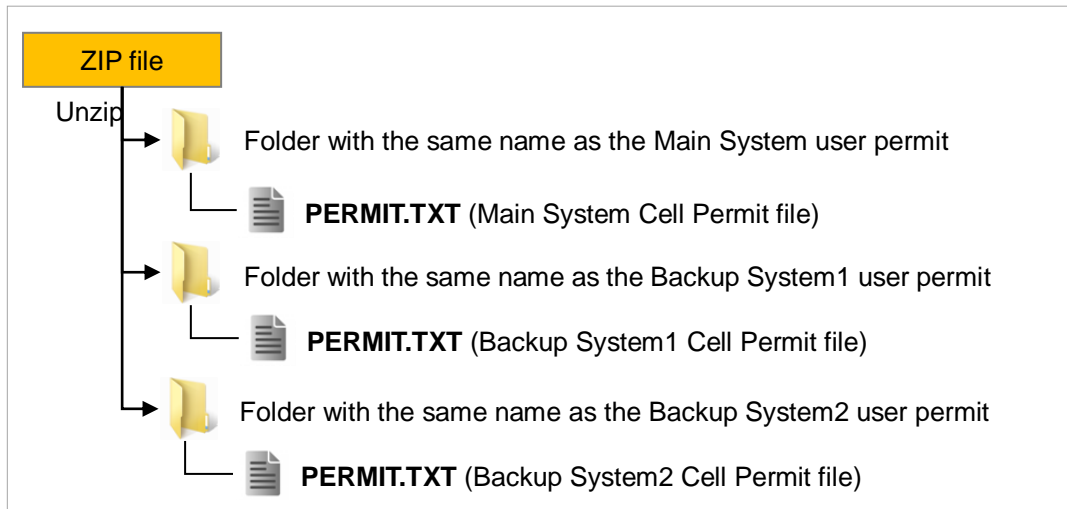 ZIP file
Unzip
Folder with the same name as the Main System user permit
PERMIT.TXT (Main System Cell Permit file)
Folder with the same name as the Backup System1 user permit
PERMIT.TXT (Backup System1 Cell Permit file)
Folder with the same name as the Backup System2 user permit
PERMIT.TXT (Backup System2 Cell Permit file)